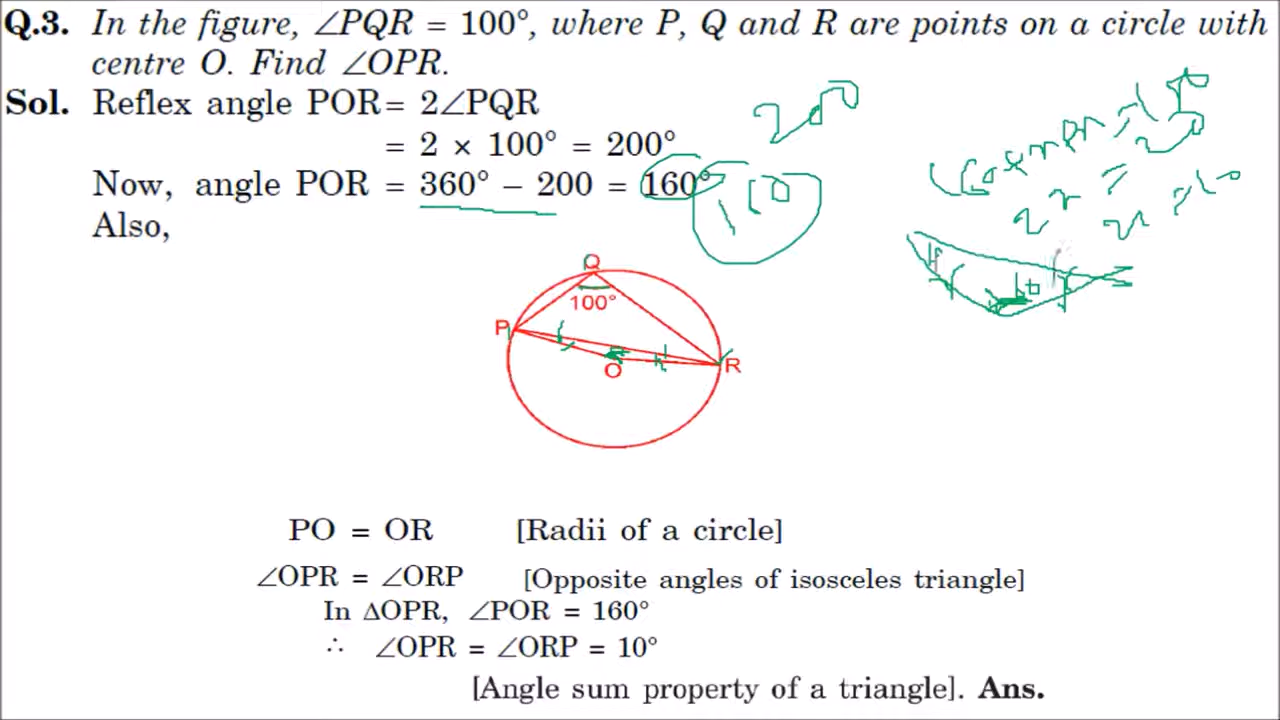 Q.3. In the figure, ∠PQR = 100°, where P, Q and R are points on a circle with
centre O. Find ∠OPR.
Sol. Reflex angle POR= 2∠PQR
= 2 × 100° = 200°
Now, angle POR = 360° − 200 = 160°
Also,
Q
100°
P
O
R
PO = OR [Radii of a circle]
∠OPR = ∠ORP [Opposite angles of isosceles triangle]
In ΔOPR, ∠POR = 160°
∴ ∠OPR = ∠ORP = 10°
[Angle sum property of a triangle]. Ans.